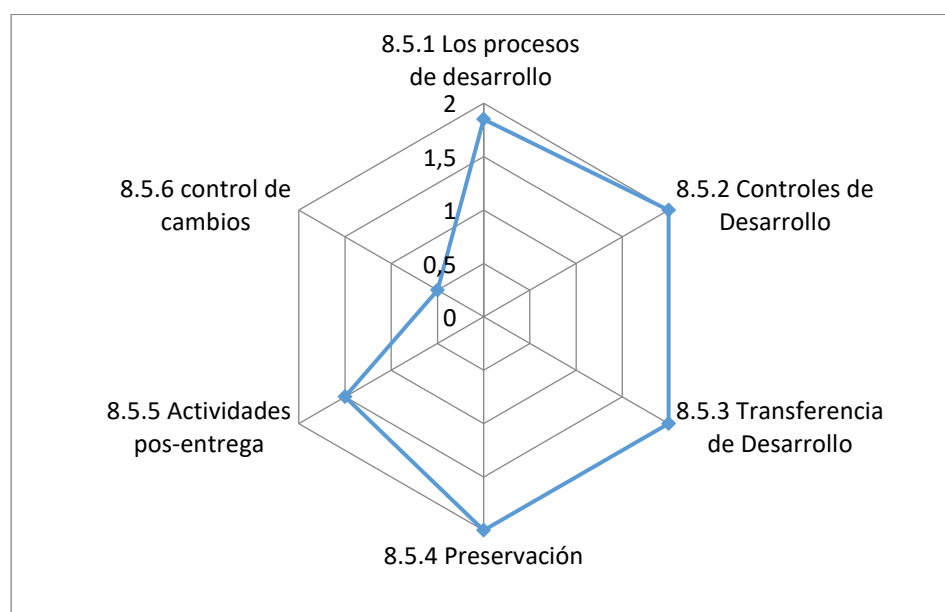 8.5.1 Los procesos
de desarrollo
2
1,5
1
0,5
0
8.5.2 Controles de
Desarrollo
8.5.3 Transferencia
de Desarrollo
8.5.4 Preservación
8.5.5 Actividades
pos-entrega
8.5.6 control de
cambios